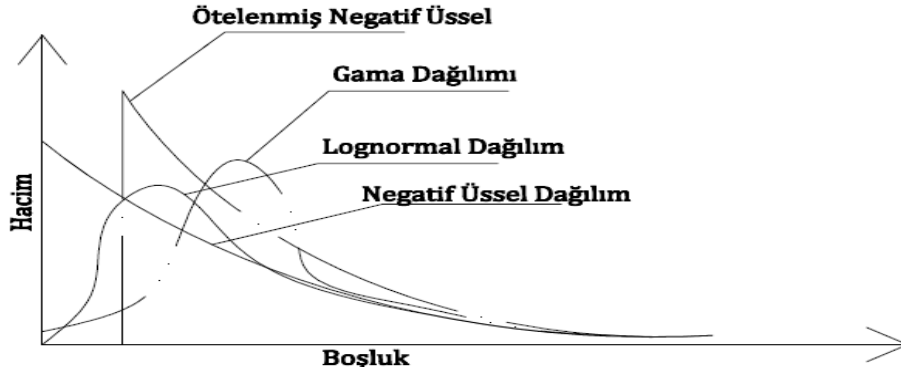 Ötelenmiş Negatif Üssel
Gama Dağılımı
Lognormal Dağılım
Negatif Üssel Dağılım
Hacim
Boşluk